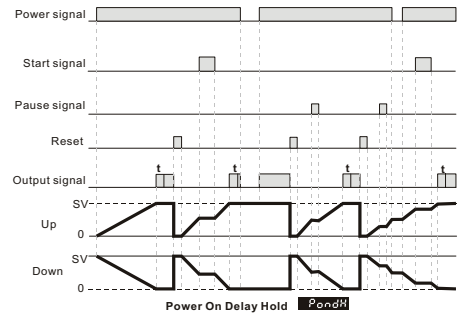 Power signal
Start signal
Pause signal
Reset
Output signal
t
t
t
t
SV
Up
0
SV
Down
0
Power On Delay Hold PondH